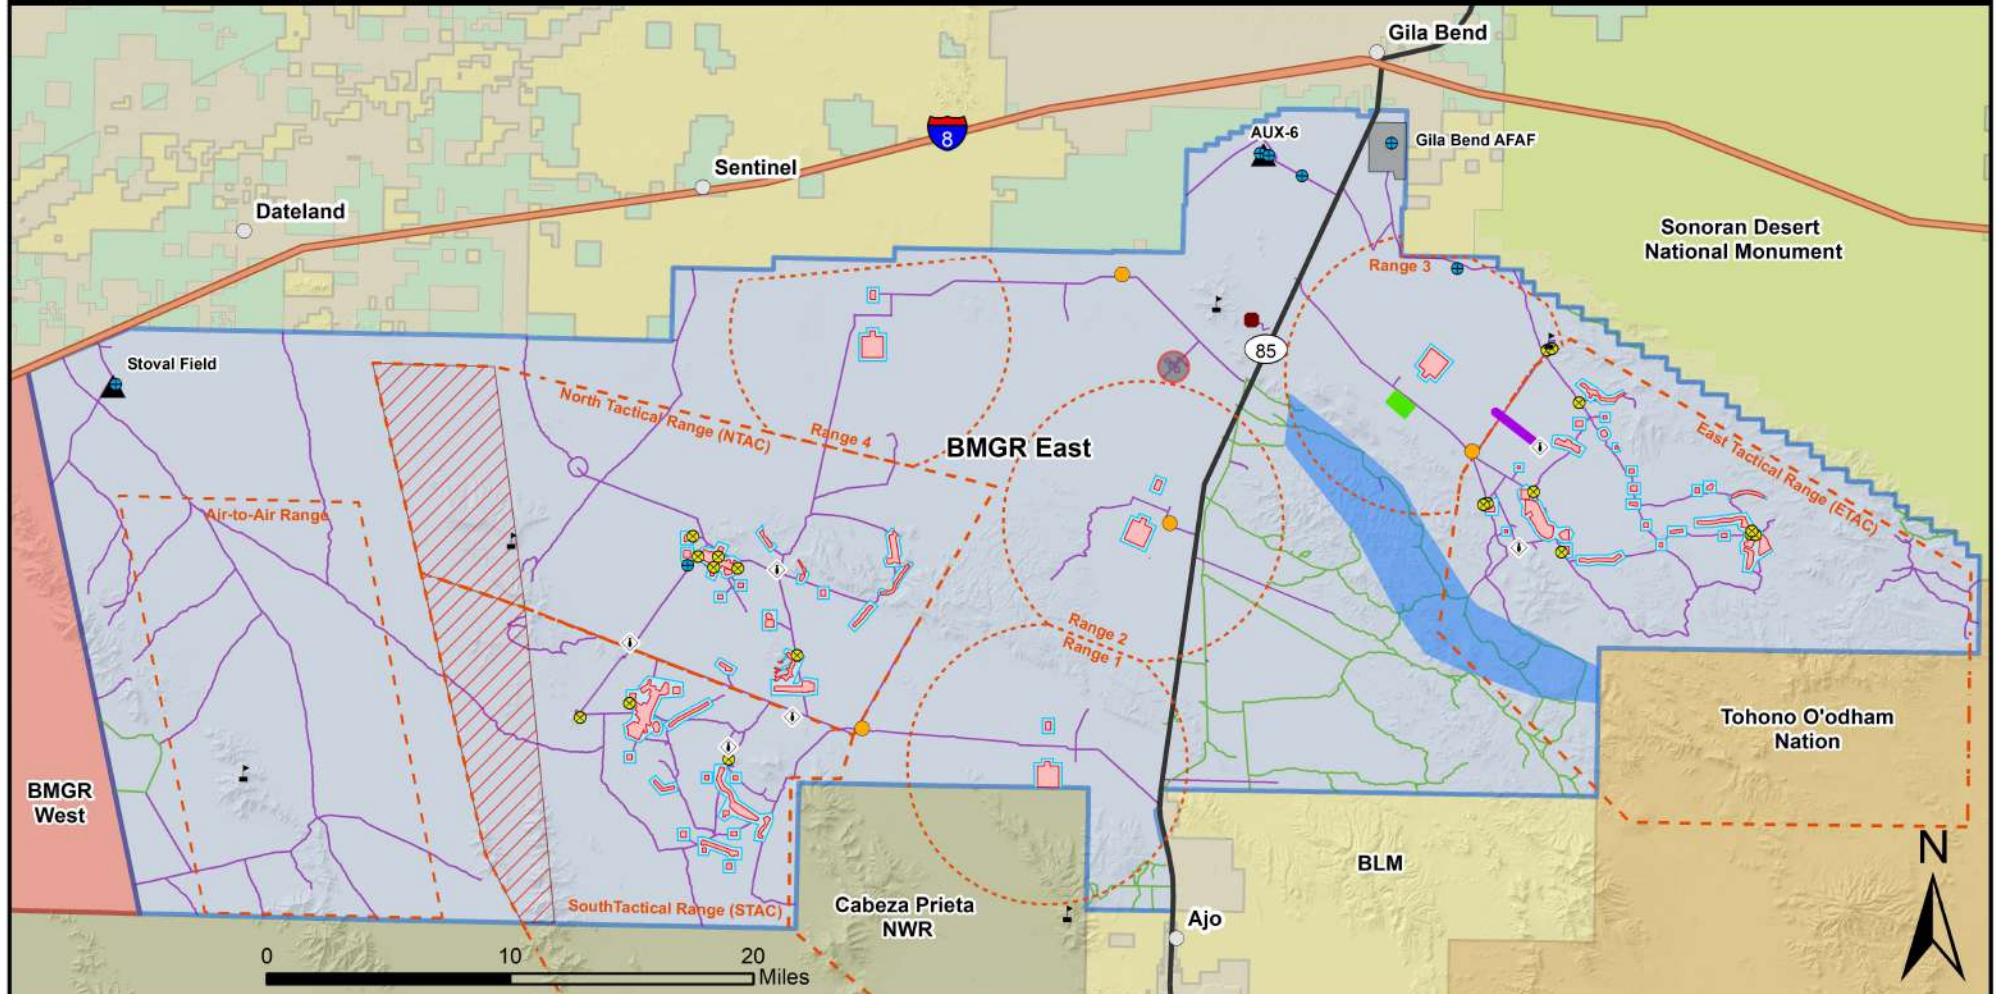 Gila Bend
8
AUX-6
Gila Bend AFAF
Sentinel
Dateland
Sonoran Desert
National Monument
Range 3
Stoval Field
85
North Tactical Range (NTAC)
Range 4
BMGR East
East Tactical Range (ETAC)
Air-to-Air Range
Range 2
Range 1
Tohono O'odham
Nation
BMGR
West
N
BLM
SouthTactical Range (STAC)
Cabeza Prieta
NWR
Ajo
0
10
20
Miles